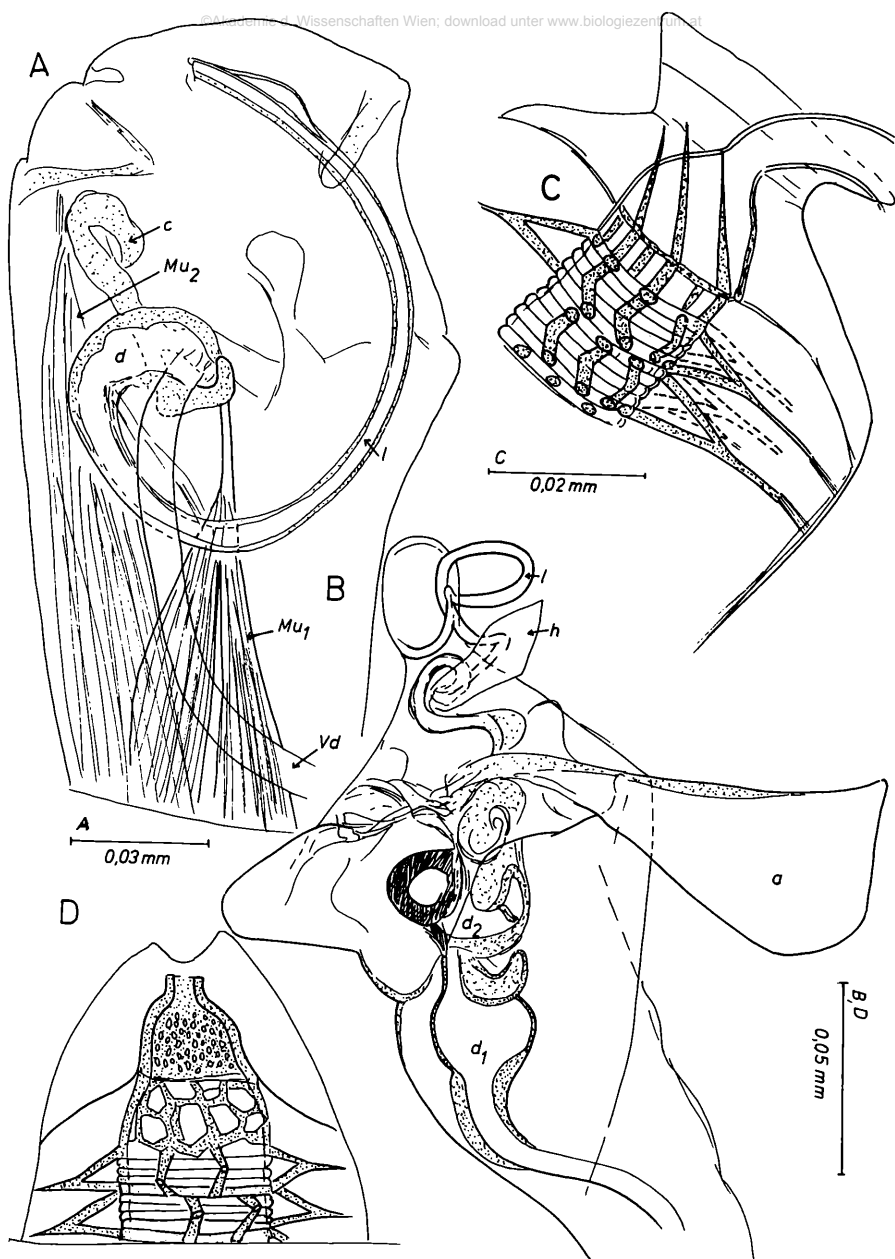 ©Akademie d. Wissenschaften Wien; download unter www.biologiezentrum.at
A
c
Mu2
d
l
Mu1
Vd
A
0,03 mm
C
C
0,02 mm
B
l
h
a
d2
d1
B, D
0,05 mm
D